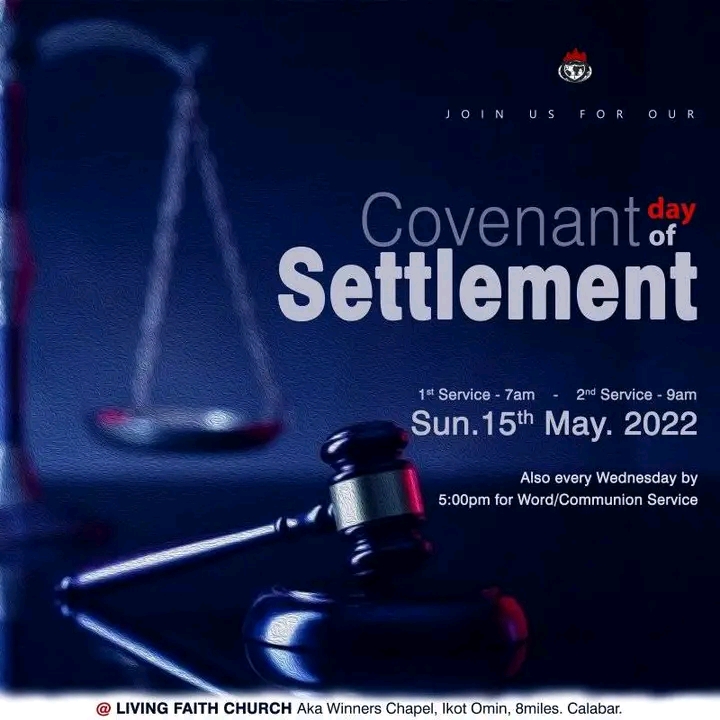 JOIN US FOR OUR
Covenant day
of
Settlement
1st Service - 7am - 2nd Service - 9am
Sun.15th May. 2022
Also every Wednesday by
5:00pm for Word/Communion Service
@ LIVING FAITH CHURCH Aka Winners Chapel, Ikot Omin, 8miles. Calabar.